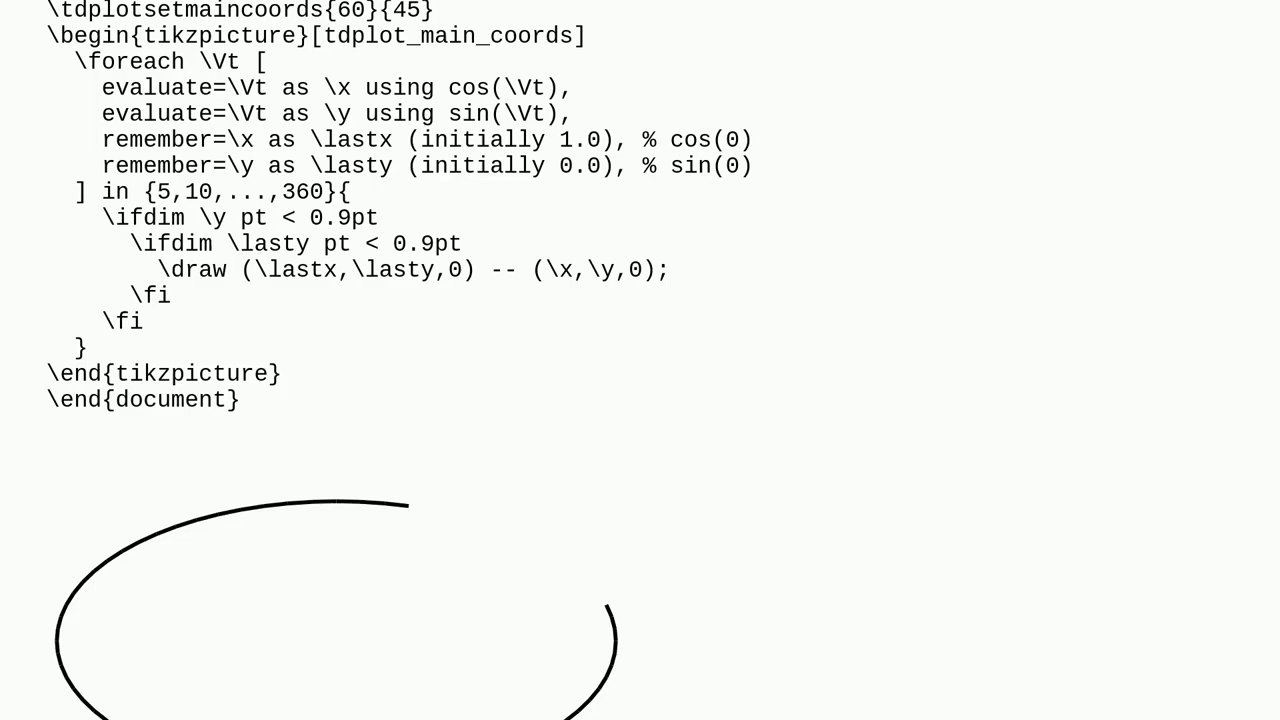 \tdplotsetmaincoords{60}{45}
\begin{tikzpicture}[tdplot_main_coords]
  \foreach \Vt [
    evaluate=\Vt as \x using cos(\Vt),
    evaluate=\Vt as \y using sin(\Vt),
    remember=\x as \lastx (initially 1.0), % cos(0)
    remember=\y as \lasty (initially 0.0), % sin(0)
  ] in {5,10,...,360}{
    \ifdim \y pt < 0.9pt
      \ifdim \lasty pt < 0.9pt
        \draw (\lastx,\lasty,0) -- (\x,\y,0);
      \fi
    \fi
  }
\end{tikzpicture}
\end{document}